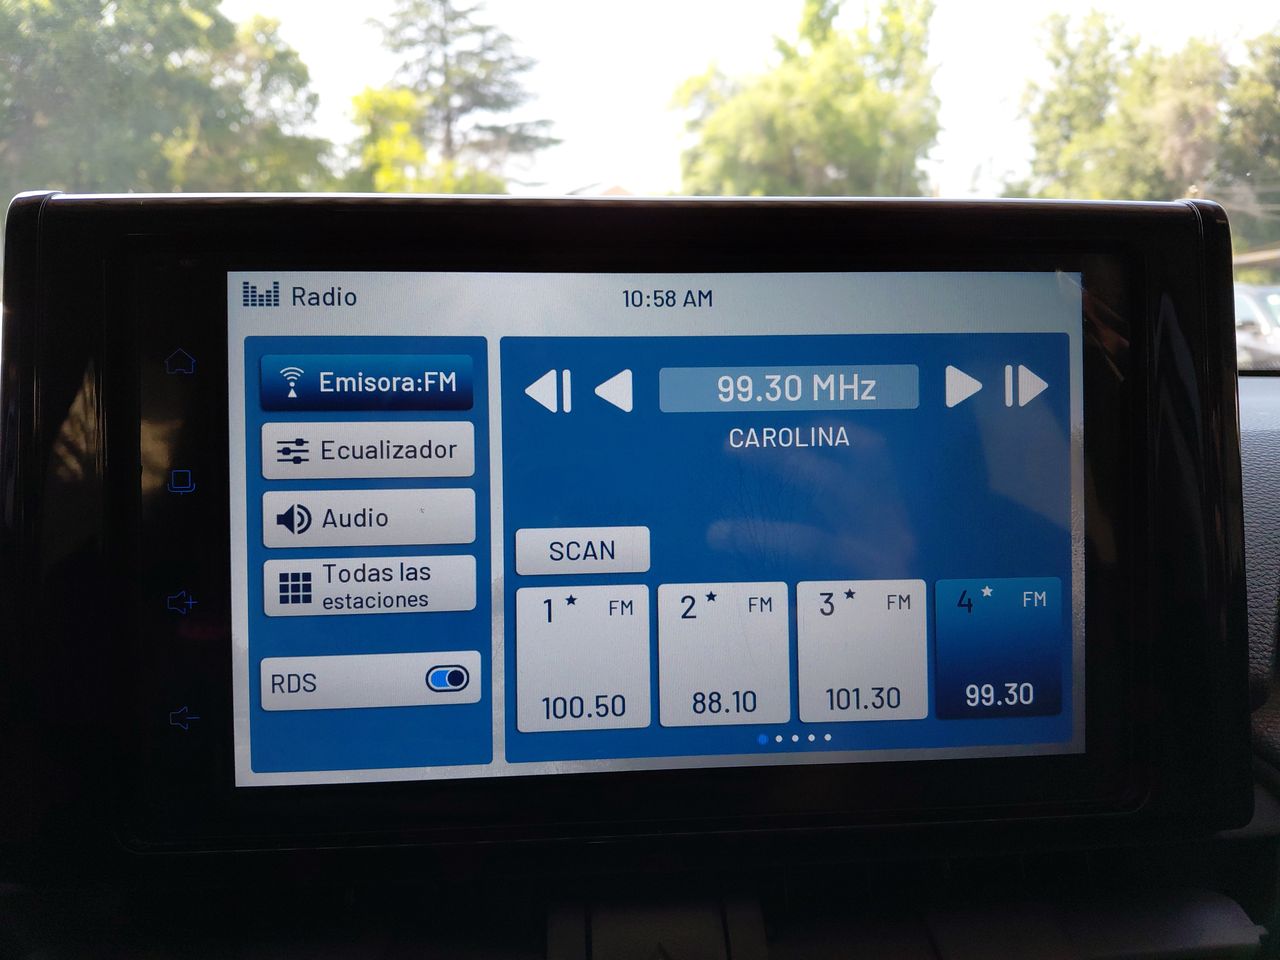 Radio
10:58 AM
Emisora:FM
Ecualizador
Audio
Todas las
estaciones
RDS
99.30 MHz
CAROLINA
SCAN
1 FM
100.50
2 FM
88.10
3 FM
101.30
4 FM
99.30